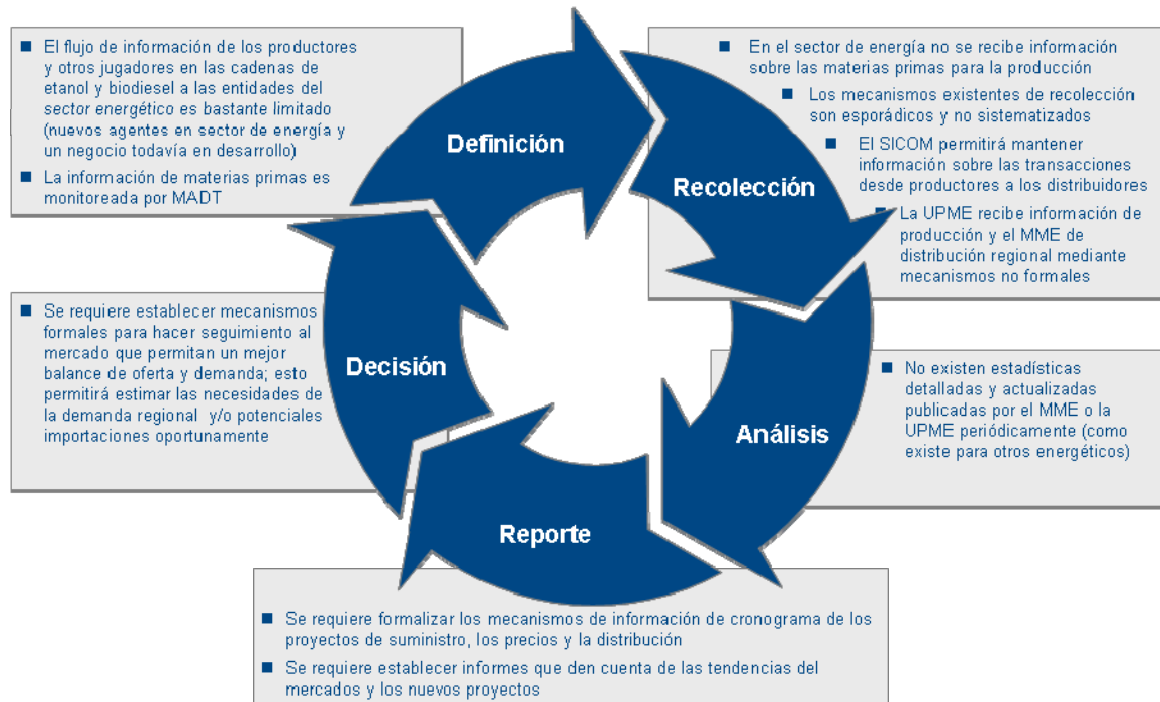 ■ El flujo de información de los productores
y otros jugadores en las cadenas de
etanol y biodiesel a las entidades del
sector energético es bastante limitado
(nuevos agentes en sector de energía y
un negocio todavía en desarrollo)
■ La información de materias primas es
monitoreada por MADT
Definición
■ En el sector de energía no se recibe información
sobre las materias primas para la producción
■ Los mecanismos existentes de recolección
son esporádicos y no sistematizados
■ El SICOM permitirá mantener
información sobre las transacciones
desde productores a los distribuidores
■ La UPME recibe información de
producción y el MME de
distribución regional mediante
mecanismos no formales
Recolección
■ No existen estadísticas
detalladas y actualizadas
publicadas por el MME o la
UPME periódicamente (como
existe para otros energéticos)
Análisis
■ Se requiere establecer mecanismos
formales para hacer seguimiento al
mercado que permitan un mejor
balance de oferta y demanda; esto
permitirá estimar las necesidades de
la demanda regional y/o potenciales
importaciones oportunamente
Decisión
Reporte
■ Se requiere formalizar los mecanismos de información de cronograma de los
proyectos de suministro, los precios y la distribución
■ Se requiere establecer informes que den cuenta de las tendencias del
mercados y los nuevos proyectos